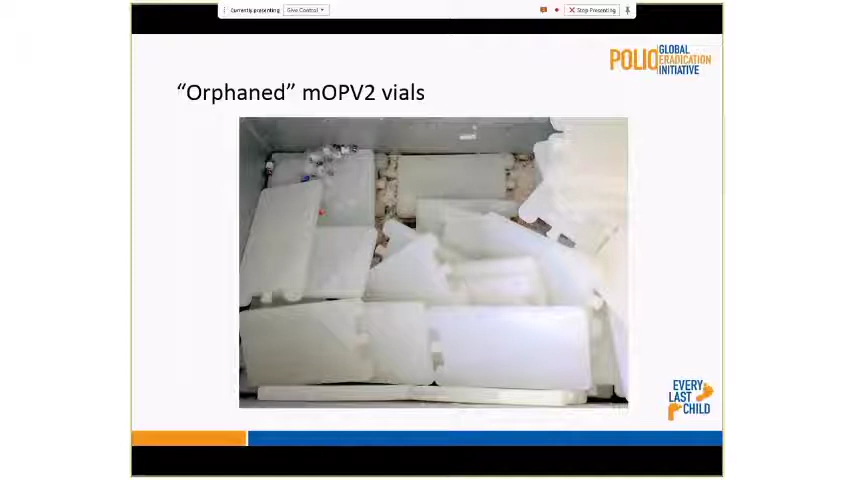 Currently presenting:
Give Control
Stop Presenting
POLIO GLOBAL
ERADICATION
INITIATIVE
“Orphaned” mOPV2 vials
EVERY
LAST
CHILD